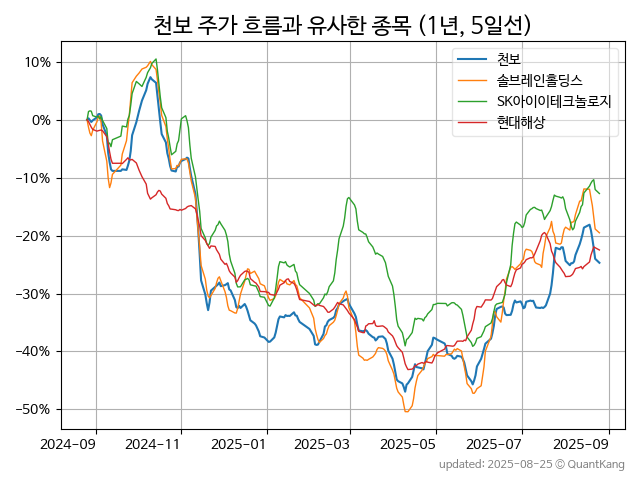 천보 주가 흐름과 유사한 종목 (1년, 5일선)
천보
솔브레인홀딩스
SK아이이테크놀로지
현대해상
10%
0%
−10%
−20%
−30%
−40%
−50%
2024-09
2024-11
2025-01
2025-03
2025-05
2025-07
2025-09
updated: 2025-08-25 © QuantKang